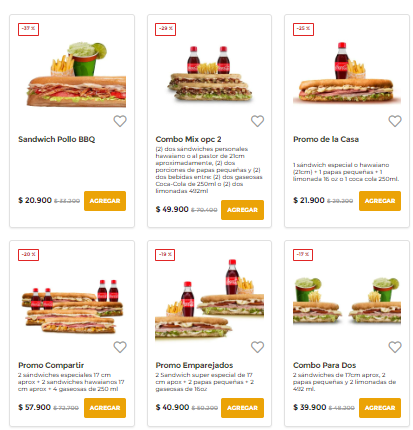 -37 %
Sandwich Pollo BBQ
$ 20.900 $ 33.200 AGREGAR
-29 %
Combo Mix opc 2
(2) dos sándwiches personales
hawaiano o al pastor de 21cm
aproximadamente, (2) dos
porciones de papas pequeñas y (2)
dos bebidas entre: (2) dos gaseosas
Coca-Cola de 250ml o (2) dos
limonadas 492ml
$ 49.900 $ 70.400 AGREGAR
-25 %
Promo de la Casa
1 sándwich especial o hawaiano
(21cm) + 1 papas pequeñas + 1
limonada 16 oz o 1 coca cola 250ml.
$ 21.900 $ 29.200 AGREGAR
-20 %
Promo Compartir
2 sándwiches especiales 17 cm
aprox + 2 sandwiches hawaianos 17
cm aprox + 4 gaseosas de 250 ml
$ 57.900 $ 72.700 AGREGAR
-19 %
Promo Emparejados
2 Sandwich super especial de 17
cm apox + 2 papas pequeñas + 2
gaseosas de 16oz
$ 40.900 $ 50.200 AGREGAR
-17 %
Combo Para Dos
2 sándwiches de 17cm aprox, 2
papas pequeñas y 2 limonadas de
492 ml.
$ 39.900 $ 48.200 AGREGAR